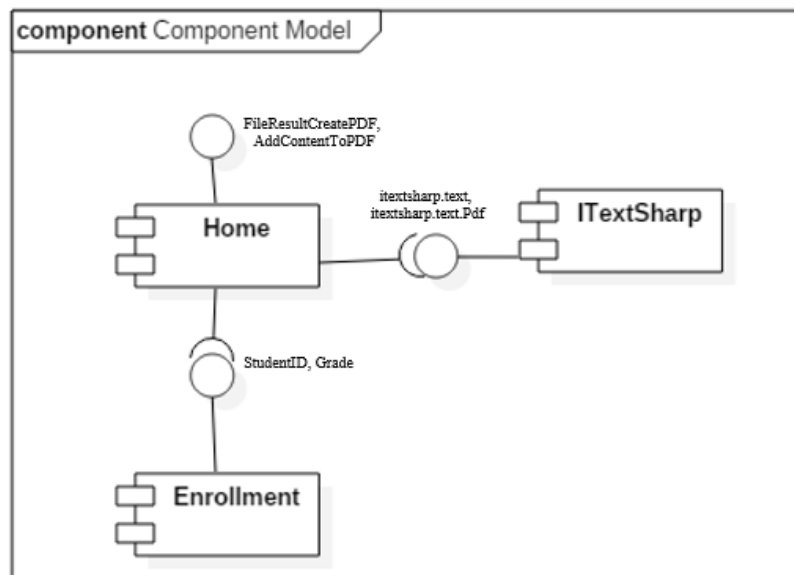 component Component Model
FileResultCreatePDF,
AddContentToPDF
itextsharp.text,
itextsharp.text.Pdf
ITextSharp
Home
StudentID, Grade
Enrollment